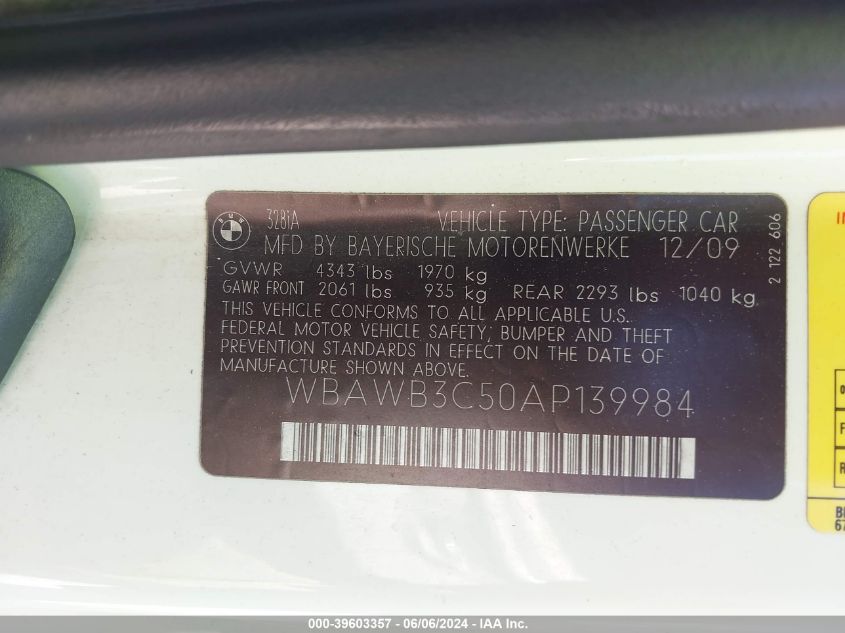 BMW
328iA VEHICLE TYPE: PASSENGER CAR
MFD BY BAYERISCHE MOTORENWERKE 12/09
GVWR 4343 lbs 1970 kg
GAWR FRONT 2061 lbs 935 kg REAR 2293 lbs 1040 kg
THIS VEHICLE CONFORMS TO ALL APPLICABLE U.S.
FEDERAL MOTOR VEHICLE SAFETY, BUMPER AND THEFT
PREVENTION STANDARDS IN EFFECT ON THE DATE OF
MANUFACTURE SHOWN ABOVE.
WBAWB3C50AP139984
2 122 606
000-39603357 - 06/06/2024 - IAA Inc.